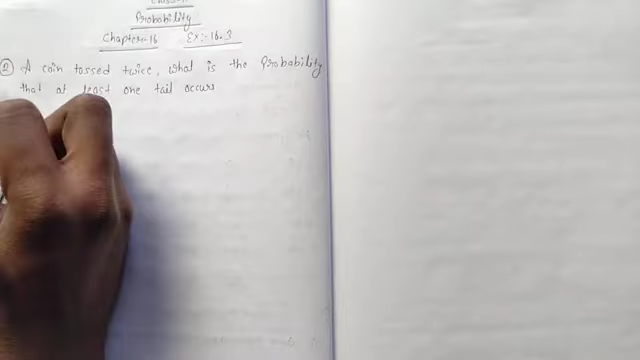 Probability
Chapter-16 Ex:- 16.3
② A coin tossed twice, what is the Probability
that at least one tail occurs